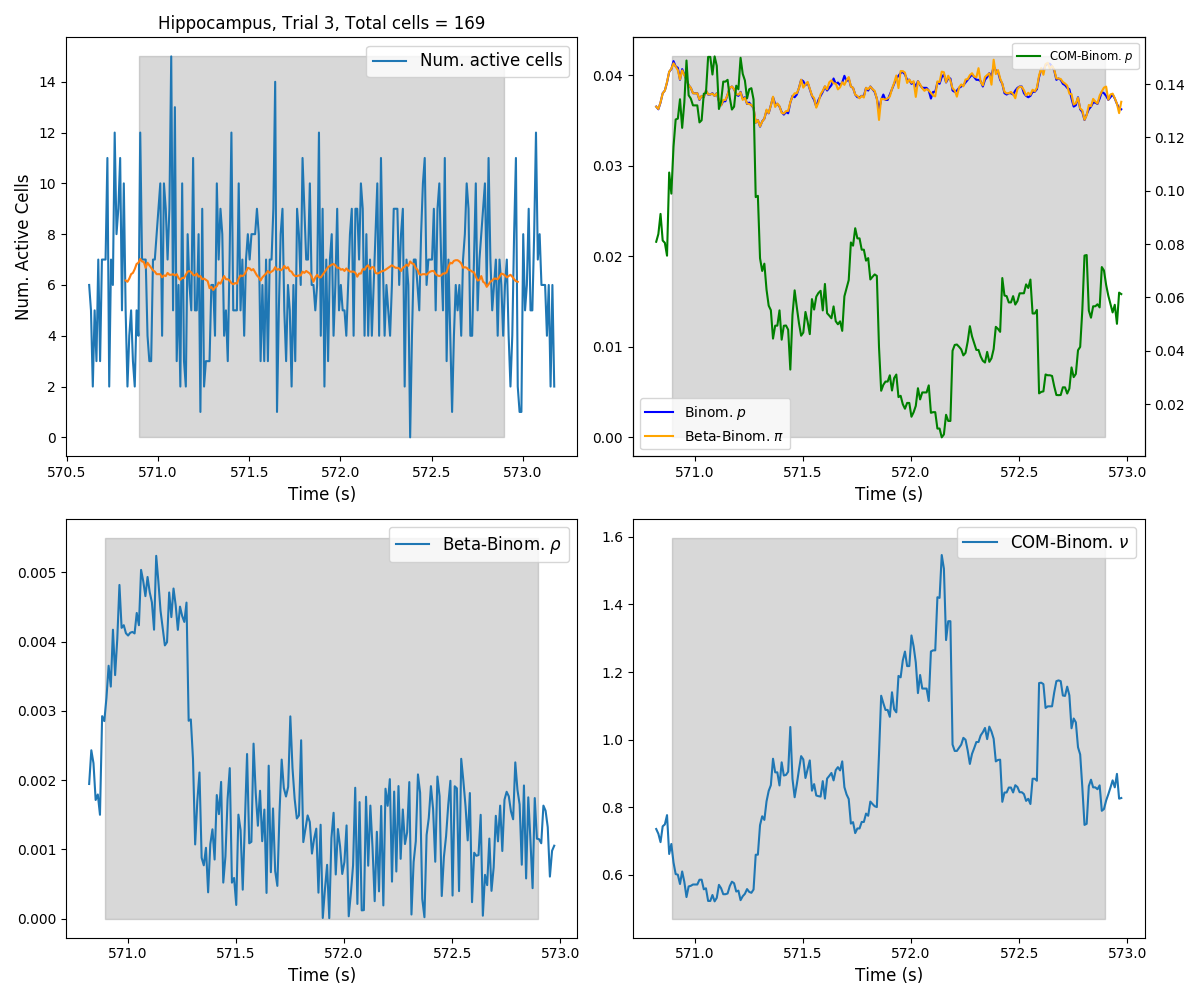 Hippocampus, Trial 3, Total cells = 169
Num. active cells
Num. Active Cells
14
12
10
8
6
4
2
0
570.5 571.0 571.5 572.0 572.5 573.0
Time (s)
COM-Binom. p
Binom. p
Beta-Binom. π
0.04
0.03
0.02
0.01
0.00
0.14
0.12
0.10
0.08
0.06
0.04
0.02
571.0 571.5 572.0 572.5 573.0
Time (s)
Beta-Binom. ρ
0.005
0.004
0.003
0.002
0.001
0.000
571.0 571.5 572.0 572.5 573.0
Time (s)
COM-Binom. ν
1.6
1.4
1.2
1.0
0.8
0.6
571.0 571.5 572.0 572.5 573.0
Time (s)